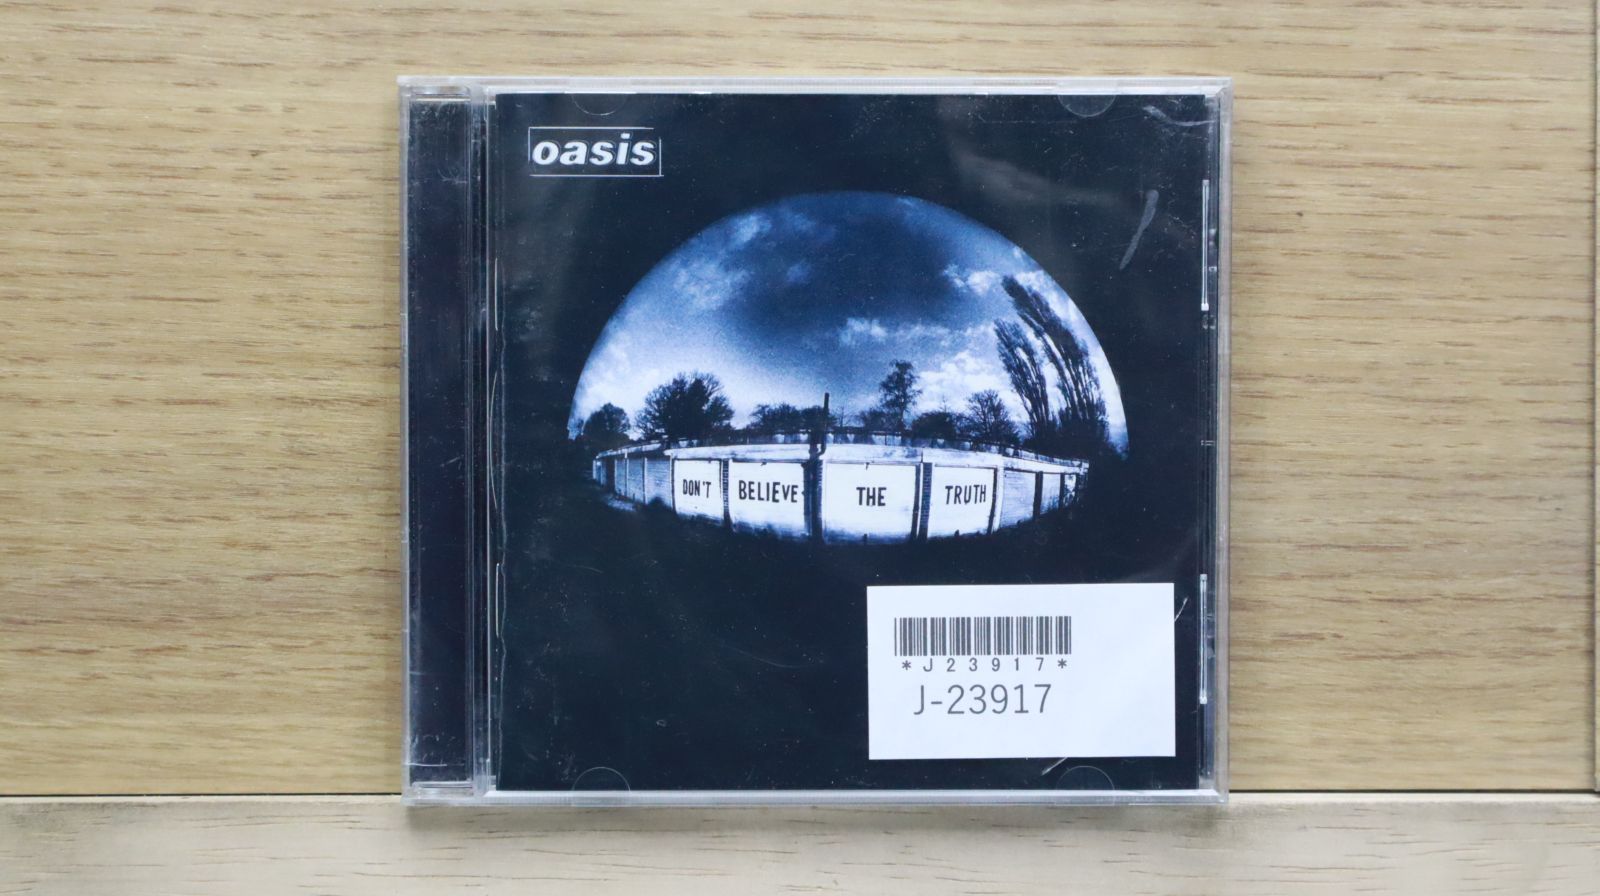 oasis
DON'T BELIEVE THE TRUTH
*J23917*
J-23917